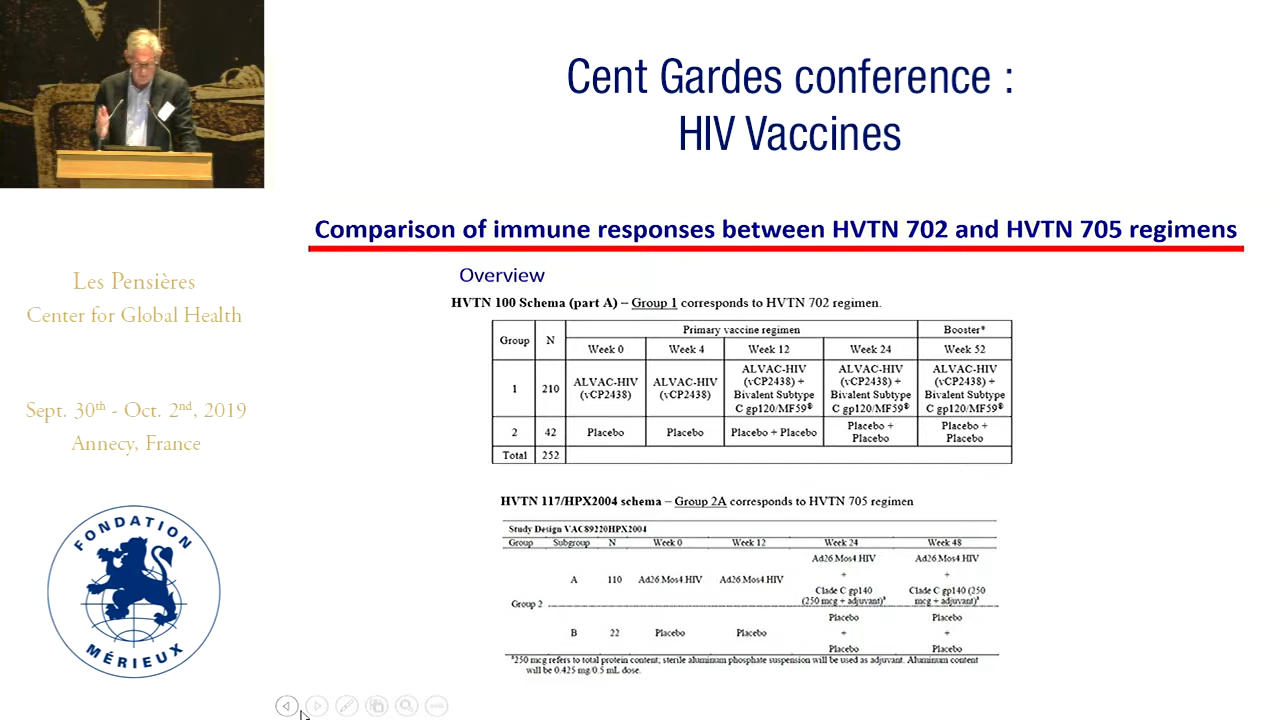 Cent Gardes conference :
HIV Vaccines
Les Pensières
Center for Global Health
Sept. 30th - Oct. 2nd, 2019
Annecy, France
FONDATION
MÉRIEUX
Comparison of immune responses between HVTN 702 and HVTN 705 regimens
Overview
HVTN 100 Schema (part A) – Group 1 corresponds to HVTN 702 regimen.
Group N Primary vaccine regimen Booster*
Week 0 Week 4 Week 12 Week 24 Week 52
1 210 ALVAC-HIV (vCP2438) ALVAC-HIV (vCP2438) ALVAC-HIV (vCP2438) + Bivalent Subtype C gp120/MF59® ALVAC-HIV (vCP2438) + Bivalent Subtype C gp120/MF59® ALVAC-HIV (vCP2438) + Bivalent Subtype C gp120/MF59®
2 42 Placebo Placebo Placebo + Placebo Placebo + Placebo Placebo + Placebo
Total 252
HVTN 117/HPX2004 schema – Group 2A corresponds to HVTN 705 regimen
Study Design VAC89220HPX2004
Group Subgroup N Week 0 Week 12 Week 24 Week 48
Group 2 A 110 Ad26.Mos4.HIV Ad26.Mos4.HIV Ad26.Mos4.HIV + Clade C gp140 (250 mcg + adjuvant)ª Ad26.Mos4.HIV + Clade C gp140 (250 mcg + adjuvant)ª
B 22 Placebo Placebo Placebo + Placebo Placebo + Placebo
ª250 mcg refers to total protein content; sterile aluminum phosphate suspension will be used as adjuvant. Aluminum content
will be 0.425 mg/0.5 mL dose.